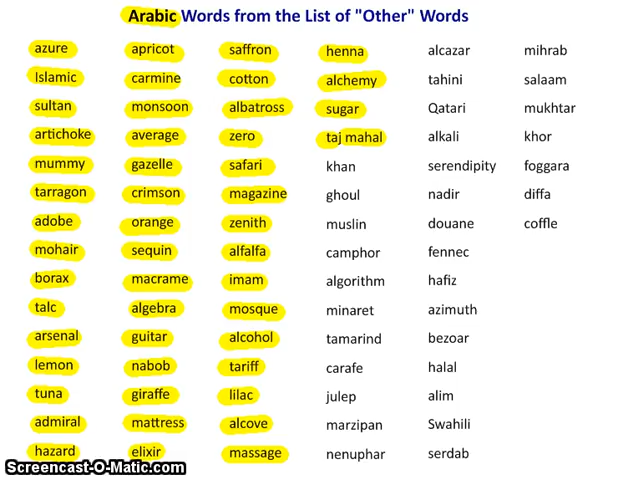 Arabic Words from the List of "Other" Words
azure apricot saffron henna alcazar mihrab
Islamic carmine cotton alchemy tahini salaam
sultan monsoon albatross sugar Qatari mukhtar
artichoke average zero taj mahal alkali khor
mummy gazelle safari khan serendipity foggara
tarragon crimson magazine ghoul nadir diffa
adobe orange zenith muslin douane coffle
mohair sequin alfalfa camphor fennec
borax macrame imam algorithm hafiz
talc algebra mosque minaret azimuth
arsenal guitar alcohol tamarind bezoar
lemon nabob tariff carafe halal
tuna giraffe lilac julep alim
admiral mattress alcove marzipan Swahili
hazard elixir massage nenuphar serdab
Screencast-O-Matic.com